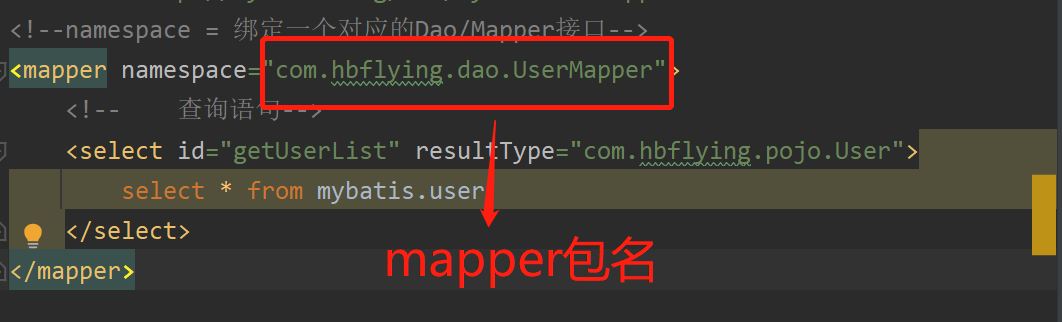 <!--namespace = 绑定一个对应的Dao/Mapper接口-->
<mapper namespace="com.hbflying.dao.UserMapper">
<!-- 查询语句-->
<select id="getUserList" resultType="com.hbflying.pojo.User">
select * from mybatis.user
</select>
mapper包名
</mapper>